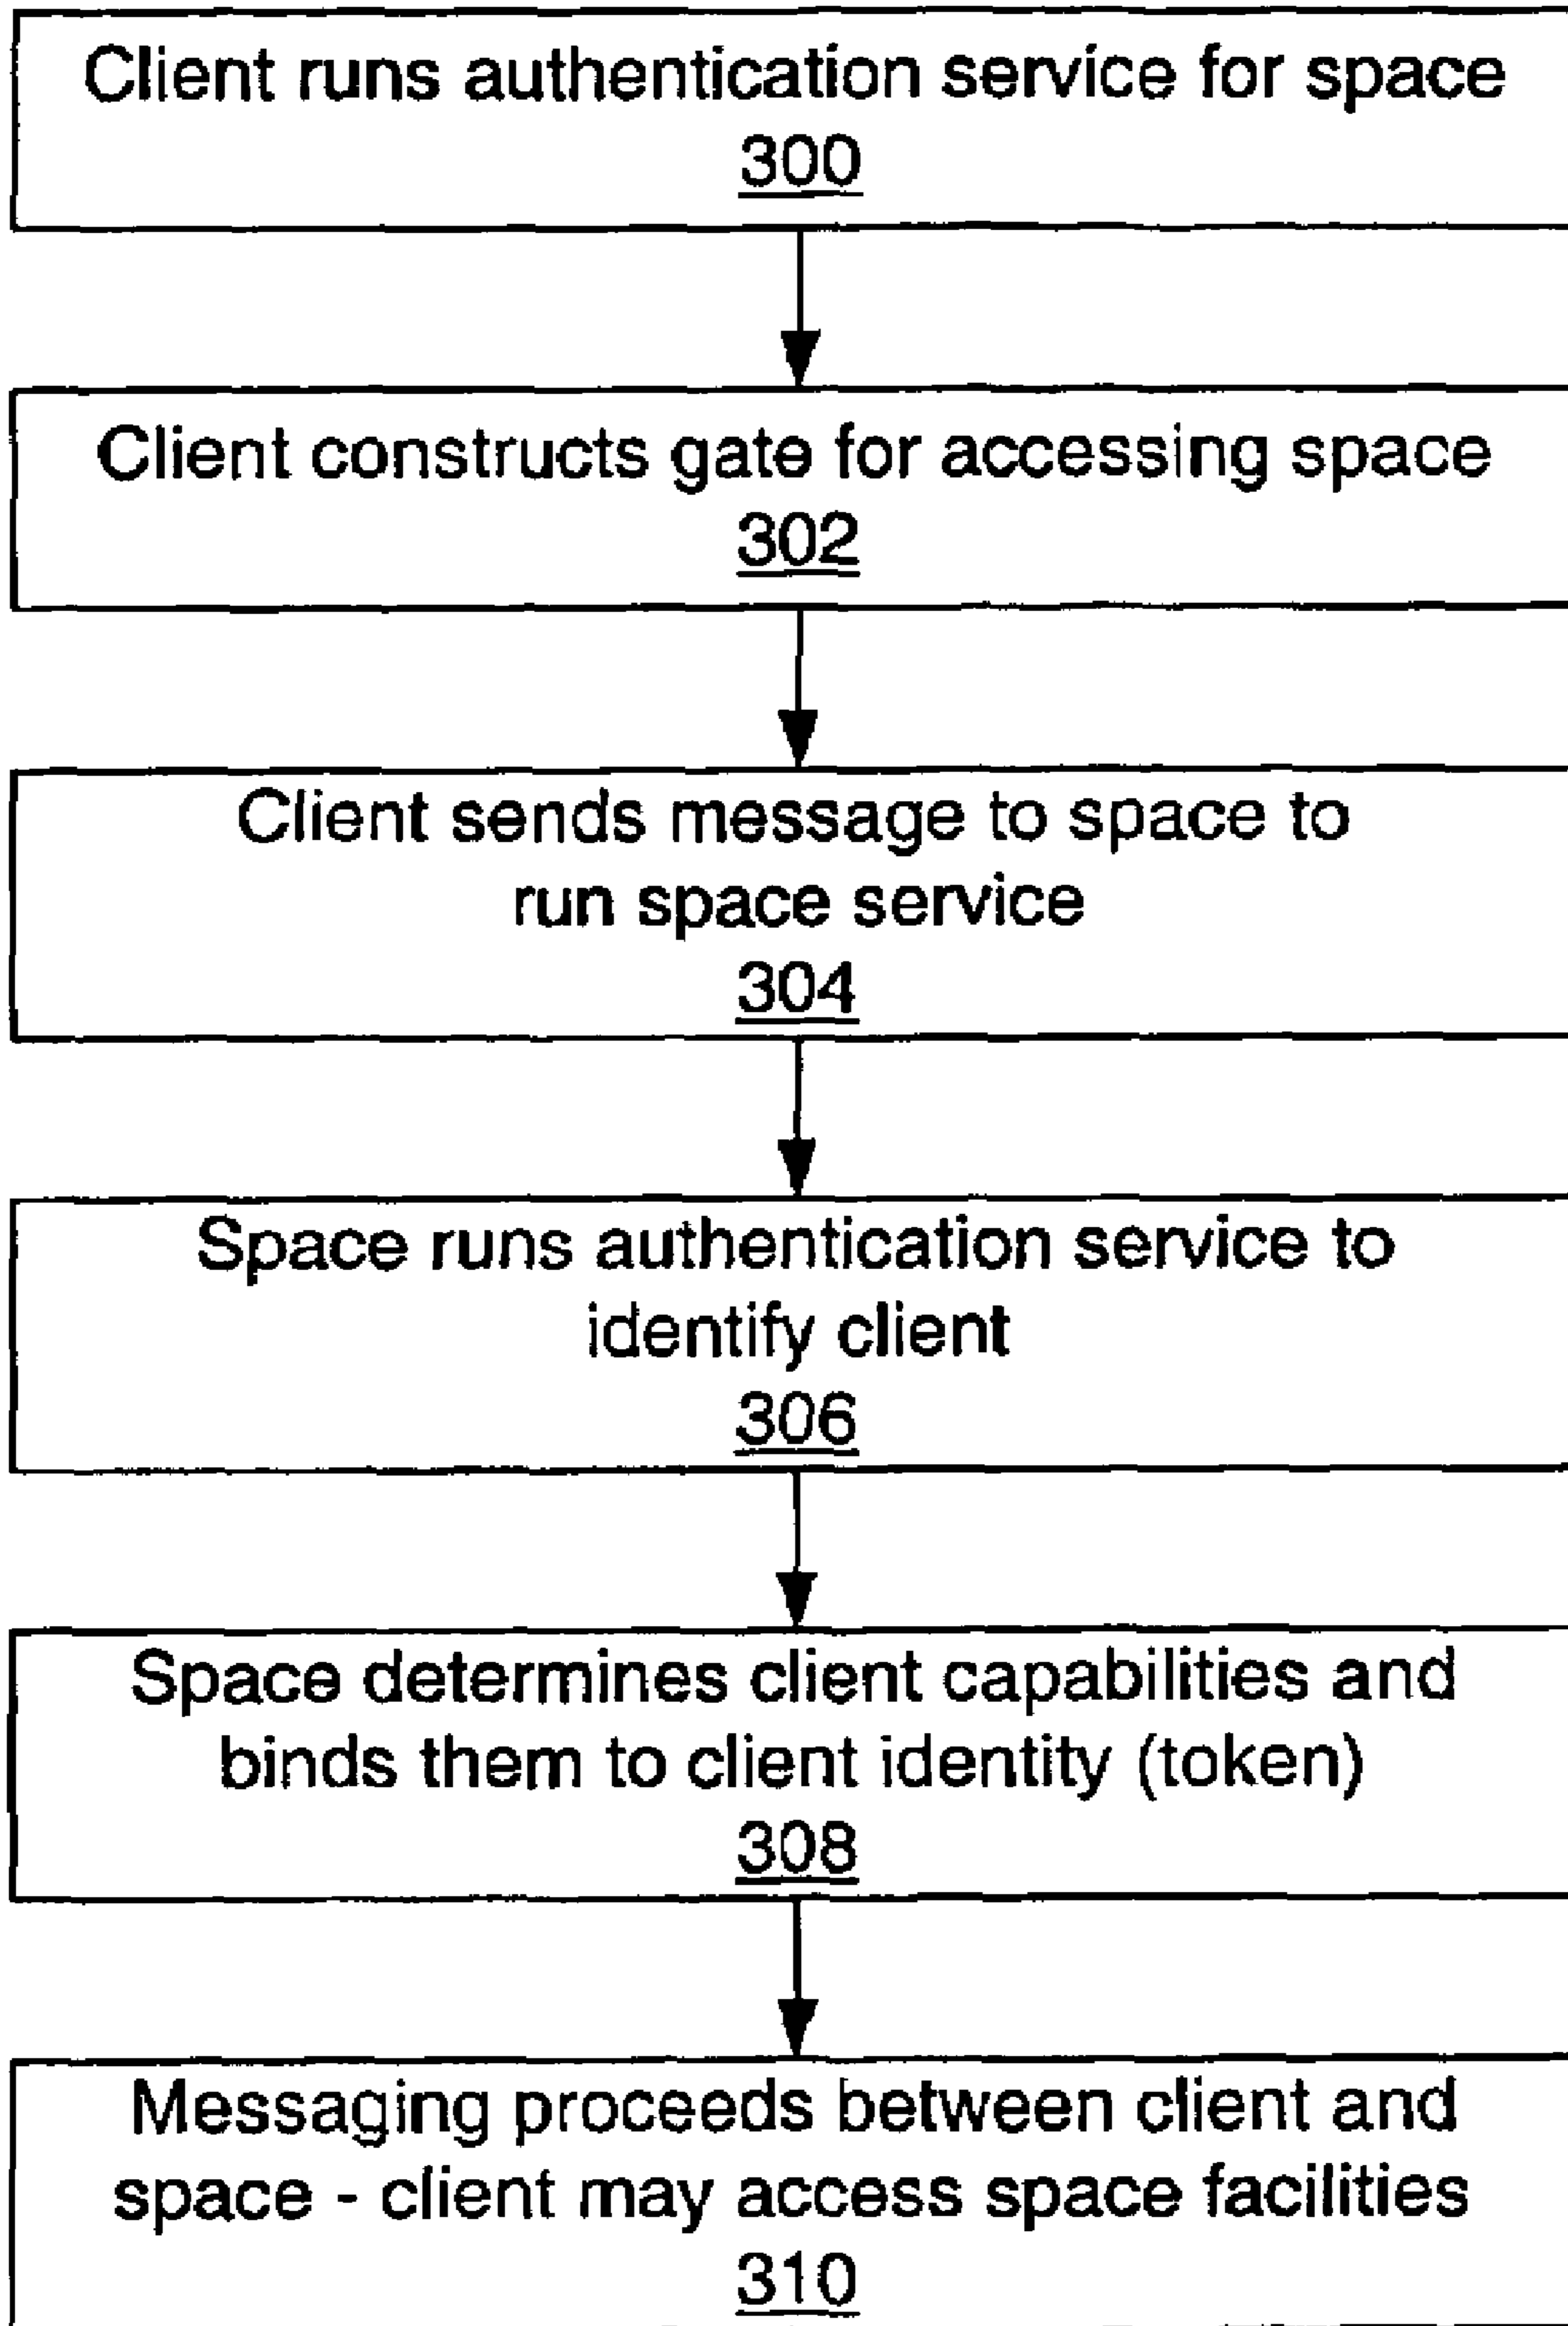 Client runs authentication service for space
300
Client constructs gate for accessing space
302
Client sends message to space to
run space service
304
Space runs authentication service to
identify client
306
Space determines client capabilities and
binds them to client identity (token)
308
Messaging proceeds between client and
space - client may access space facilities
310